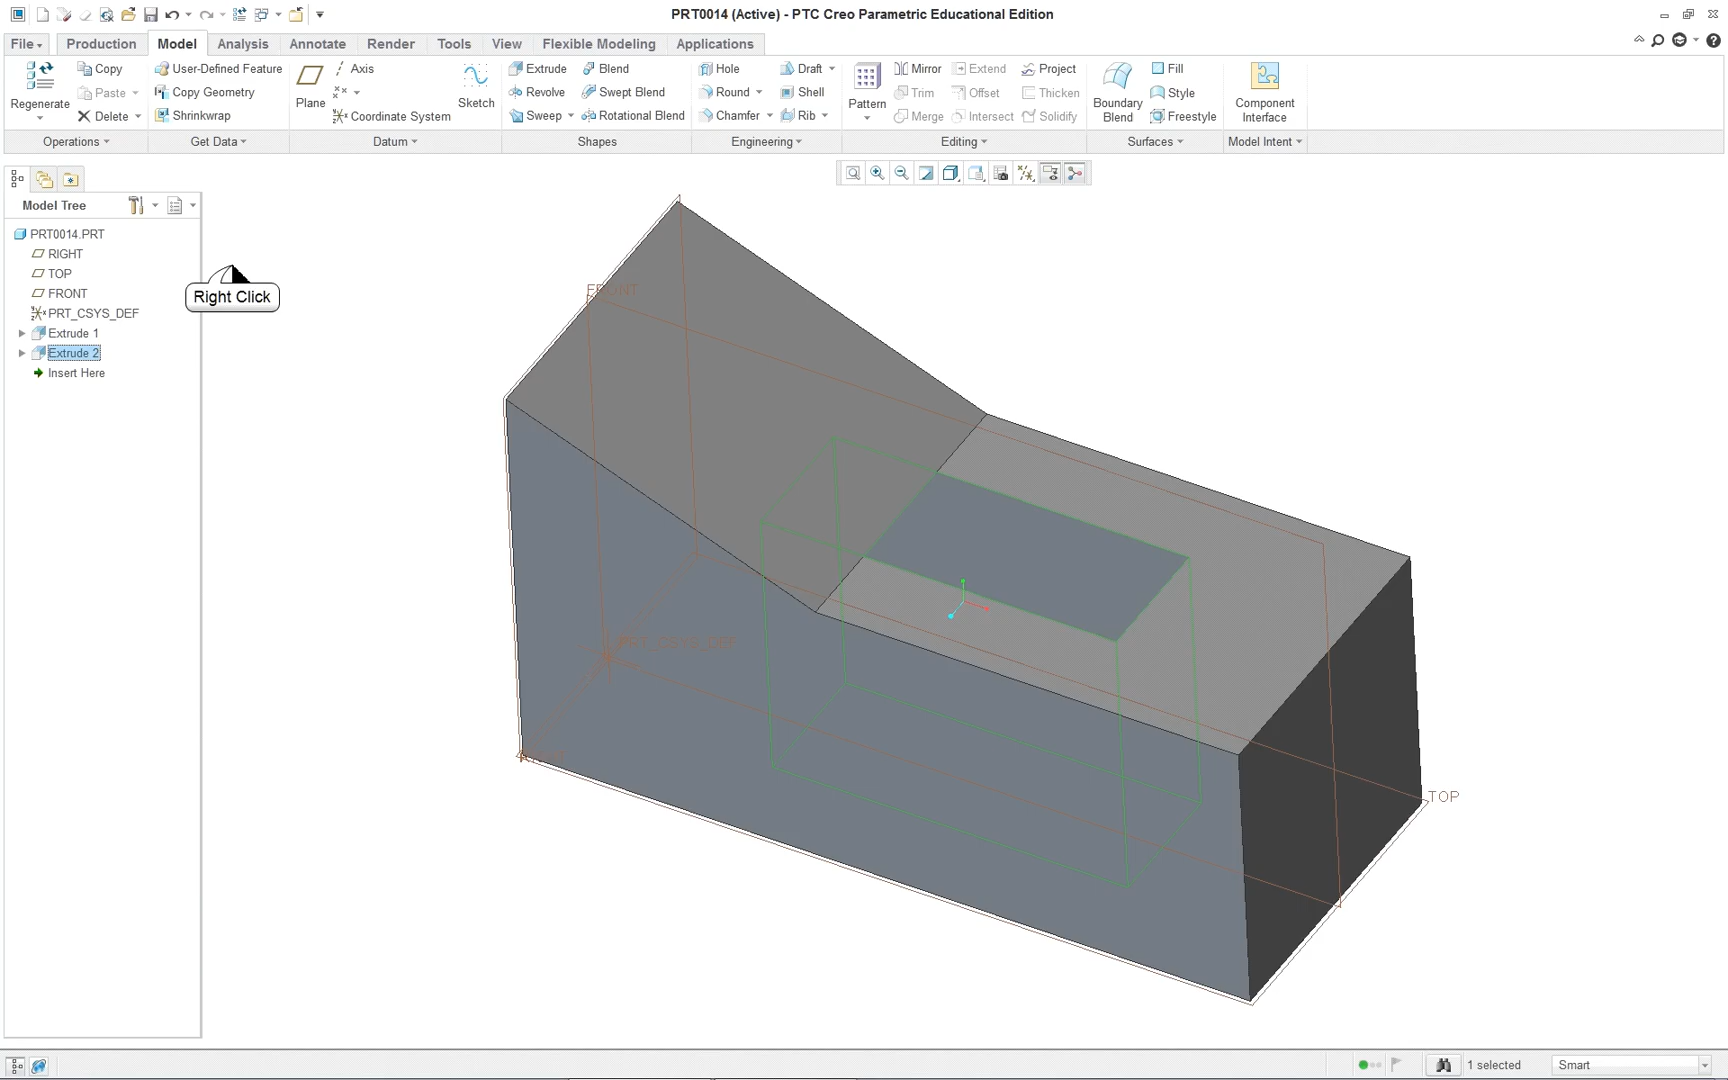 PRT0014 (Active) - PTC Creo Parametric Educational Edition
File Production Model Analysis Annotate Render Tools View Flexible Modeling Applications
Regenerate
Copy
Paste
Delete
Operations
User-Defined Feature
Copy Geometry
Shrinkwrap
Get Data
Plane
Axis
Coordinate System
Sketch
Datum
Extrude
Revolve
Sweep
Blend
Swept Blend
Rotational Blend
Shapes
Hole
Round
Chamfer
Draft
Shell
Rib
Engineering
Pattern
Mirror
Trim
Merge
Extend
Offset
Intersect
Project
Thicken
Solidify
Editing
Boundary
Blend
Fill
Style
Freestyle
Surfaces
Component
Interface
Model Intent
Model Tree
PRT0014.PRT
RIGHT
TOP
FRONT
PRT_CSYS_DEF
Extrude 1
Extrude 2
Insert Here
Right Click
FRONT
PRT_CSYS_DEF
TOP
1 selected
Smart